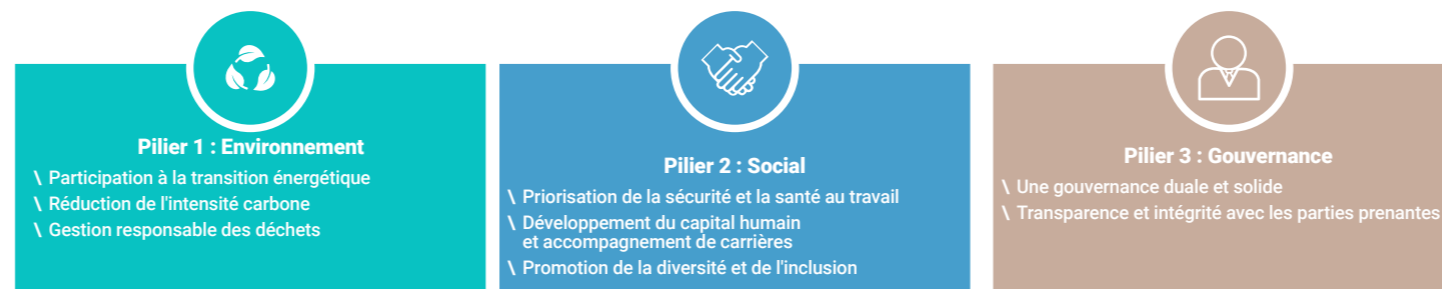 Pilier 1 : Environnement
\ Participation à la transition énergétique
\ Réduction de l'intensité carbone
\ Gestion responsable des déchets
Pilier 2 : Social
\ Priorisation de la sécurité et la santé au travail
\ Développement du capital humain
et accompagnement de carrières
\ Promotion de la diversité et de l'inclusion
Pilier 3 : Gouvernance
\ Une gouvernance duale et solide
\ Transparence et intégrité avec les parties prenantes